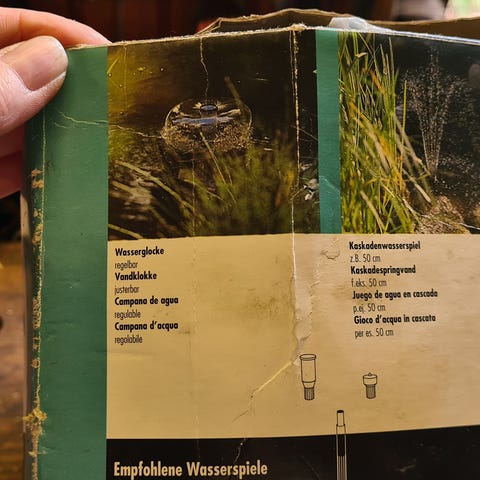 Wasserglocke
regelbar
Vandklokke
justerbar
Campana de agua
regulable
Campana d'acqua
regolabile
Kaskadenwasserspiel
z.B. 50 cm
Kaskadespringvand
f.eks. 50 cm
Juego de agua en cascada
p.ej. 50 cm
Gioco d'acqua in cascata
per es. 50 cm
Empfohlene Wasserspiele